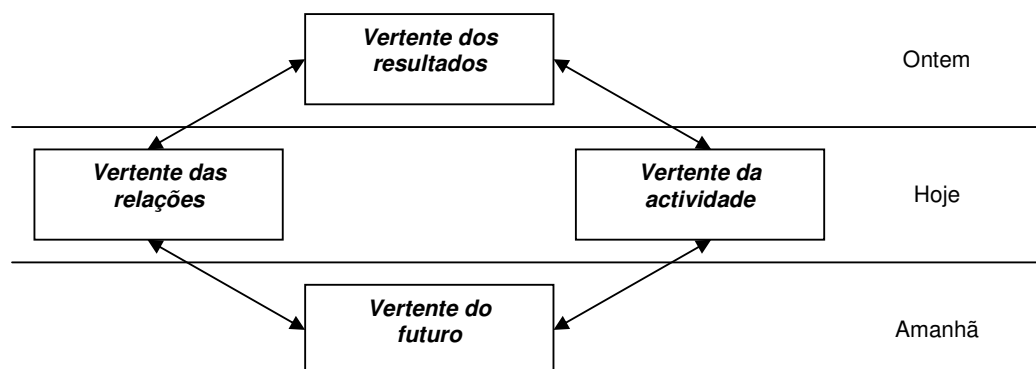 Vertente dos
resultados
Ontem
Vertente das
relações
Vertente da
actividade
Hoje
Vertente do
futuro
Amanhã